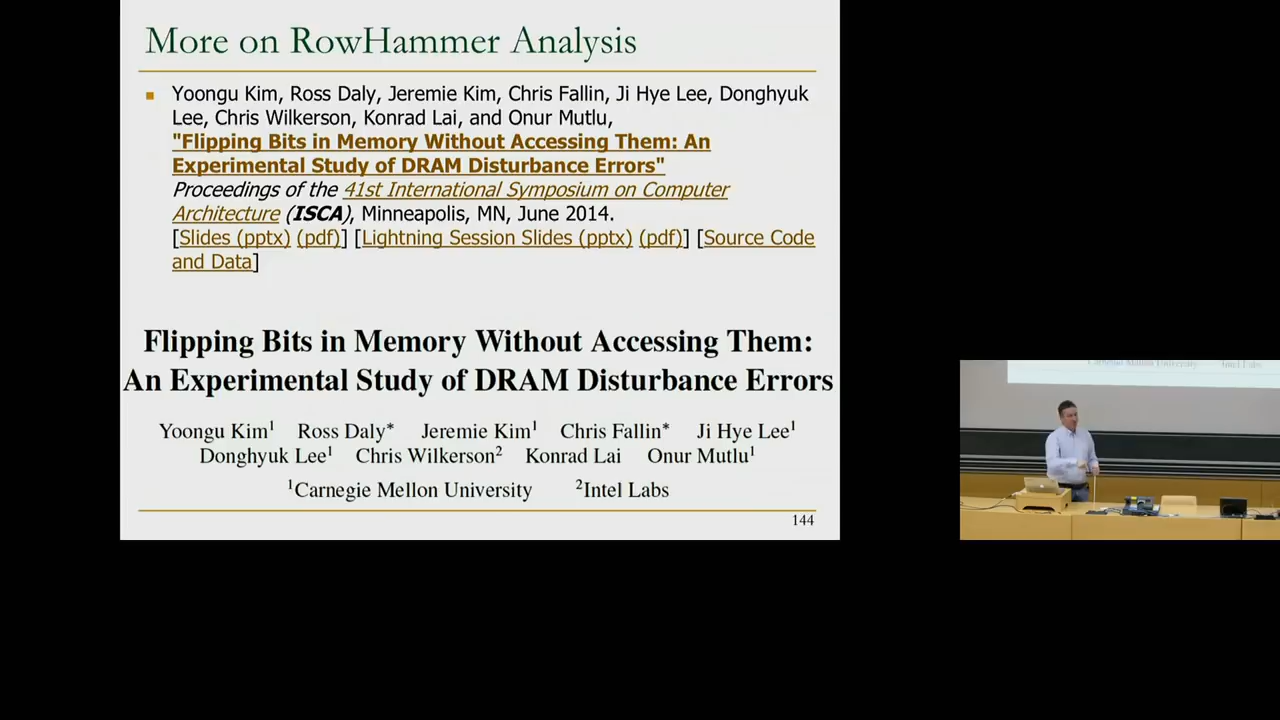 More on RowHammer Analysis
Yoongu Kim, Ross Daly, Jeremie Kim, Chris Fallin, Ji Hye Lee, Donghyuk
Lee, Chris Wilkerson, Konrad Lai, and Onur Mutlu,
"Flipping Bits in Memory Without Accessing Them: An
Experimental Study of DRAM Disturbance Errors"
Proceedings of the 41st International Symposium on Computer
Architecture (ISCA), Minneapolis, MN, June 2014.
[Slides (pptx) (pdf)] [Lightning Session Slides (pptx) (pdf)] [Source Code
and Data]
Flipping Bits in Memory Without Accessing Them:
An Experimental Study of DRAM Disturbance Errors
Yoongu Kim¹ Ross Daly* Jeremie Kim¹ Chris Fallin* Ji Hye Lee¹
Donghyuk Lee¹ Chris Wilkerson² Konrad Lai Onur Mutlu¹
¹Carnegie Mellon University ²Intel Labs
144
Carnegie Mellon University Intel Labs